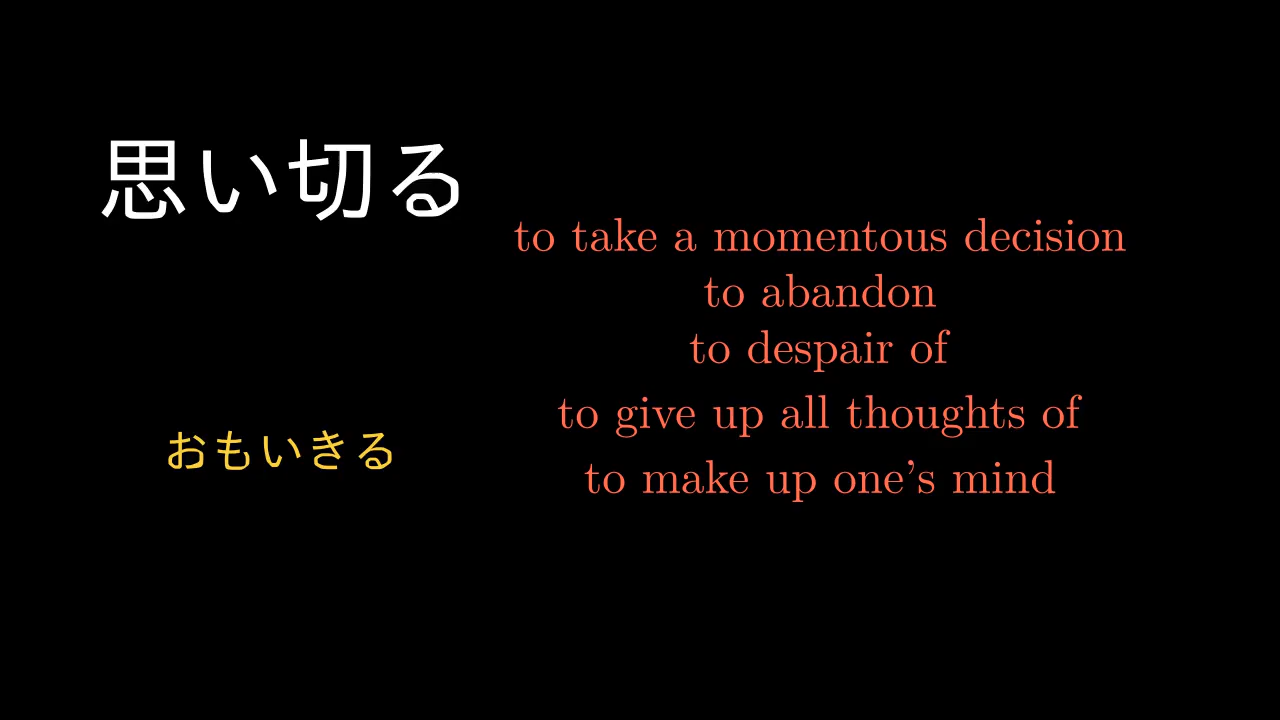 思い切る
おもいきる
to take a momentous decision
to abandon
to despair of
to give up all thoughts of
to make up one's mind